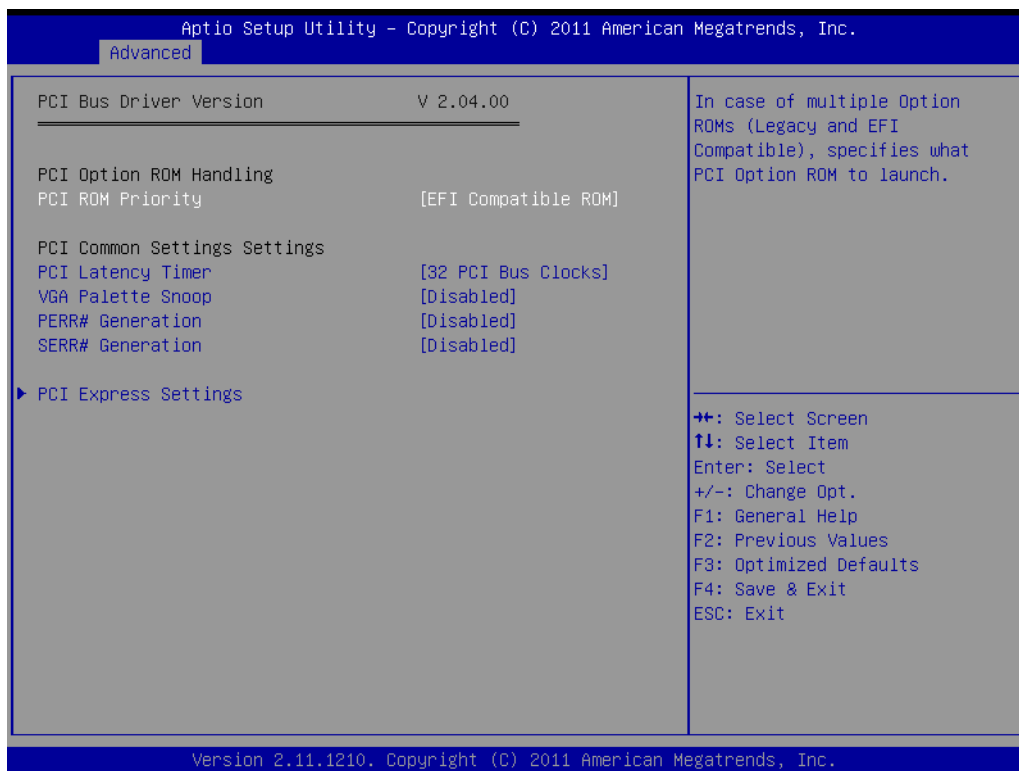 Aptio Setup Utility – Copyright (C) 2011 American Megatrends, Inc.
Advanced
PCI Bus Driver Version V 2.04.00
PCI Option ROM Handling
PCI ROM Priority [EFI Compatible ROM]
PCI Common Settings Settings
PCI Latency Timer [32 PCI Bus Clocks]
VGA Palette Snoop [Disabled]
PERR# Generation [Disabled]
SERR# Generation [Disabled]
PCI Express Settings
In case of multiple Option
ROMs (Legacy and EFI
Compatible), specifies what
PCI Option ROM to launch.
→←: Select Screen
↑↓: Select Item
Enter: Select
+/-: Change Opt.
F1: General Help
F2: Previous Values
F3: Optimized Defaults
F4: Save & Exit
ESC: Exit
Version 2.11.1210. Copyright (C) 2011 American Megatrends, Inc.